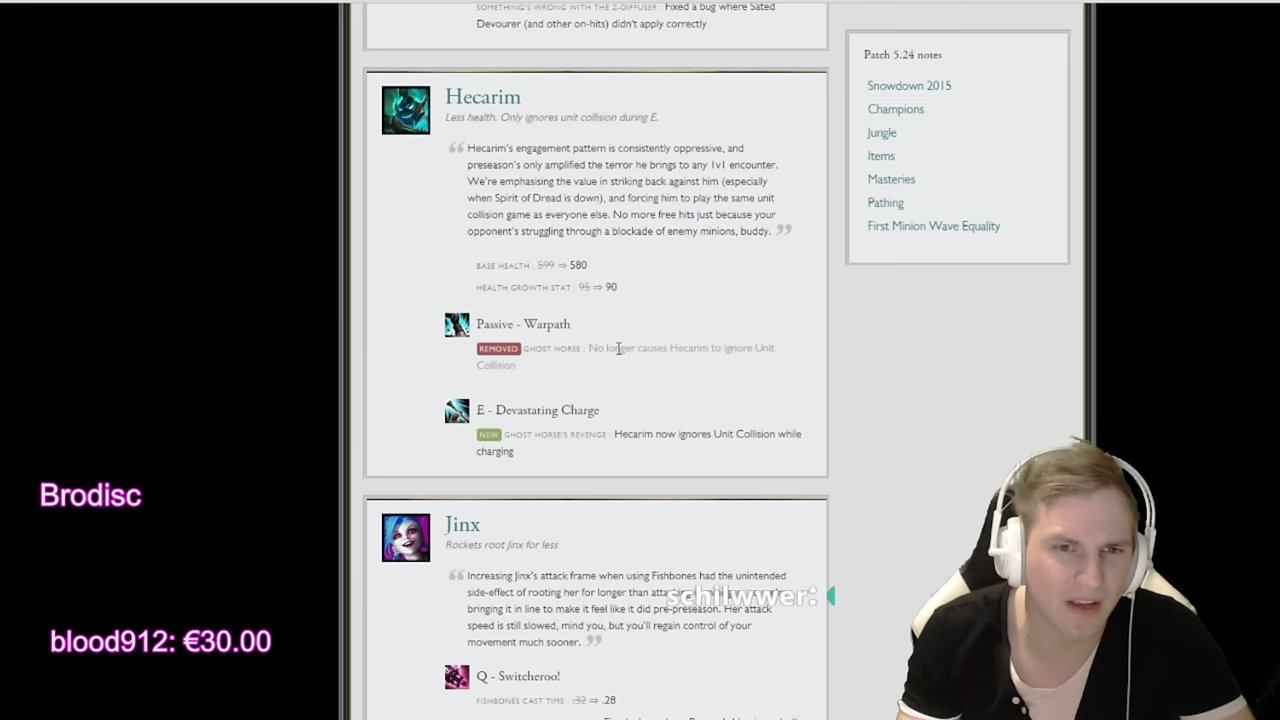 SOMETHING'S WRONG WITH THE Z-DIFFUSER : Fixed a bug where Sated
Devourer (and other on-hits) didn't apply correctly
Hecarim
Less health. Only ignores unit collision during E.
Hecarim's engagement pattern is consistently oppressive, and
preseason's only amplified the terror he brings to any 1v1 encounter.
We're emphasising the value in striking back against him (especially
when Spirit of Dread is down), and forcing him to play the same unit
collision game as everyone else. No more free hits just because your
opponent's struggling through a blockade of enemy minions, buddy.
BASE HEALTH : 599 ⇒ 580
HEALTH GROWTH STAT : 95 ⇒ 90
Passive - Warpath
REMOVED GHOST HORSE : No longer causes Hecarim to ignore Unit
Collision
E - Devastating Charge
NEW GHOST HORSE'S REVENGE : Hecarim now ignores Unit Collision while
charging
Jinx
Rockets root Jinx for less
Increasing Jinx's attack frame when using Fishbones had the unintended
side-effect of rooting her for longer than
bringing it in line to make it feel like it did pre-preseason. Her attack
speed is still slowed, mind you, but you'll regain control of your
movement much sooner.
Q - Switcheroo!
FISHBONES CAST TIME : .32 ⇒ .28
Patch 5.24 notes
Snowdown 2015
Champions
Jungle
Items
Masteries
Pathing
First Minion Wave Equality
Brodisc
blood912: €30.00
schilwwer: